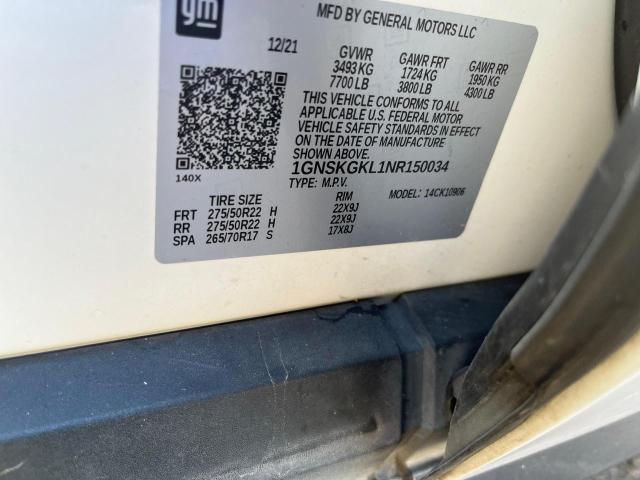 gm
MFD BY GENERAL MOTORS LLC
12/21 GVWR GAWR FRT GAWR RR
3493 KG 1724 KG 1950 KG
7700 LB 3800 LB 4300 LB
THIS VEHICLE CONFORMS TO ALL
APPLICABLE U.S. FEDERAL MOTOR
VEHICLE SAFETY STANDARDS IN EFFECT
ON THE DATE OF MANUFACTURE
SHOWN ABOVE.
1GNSKGKL1NR150034
140X
TYPE: M.P.V. MODEL: 14CK10906
TIRE SIZE RIM
FRT 275/50R22 H 22X9J
RR 275/50R22 H 22X9J
SPA 265/70R17 S 17X8J